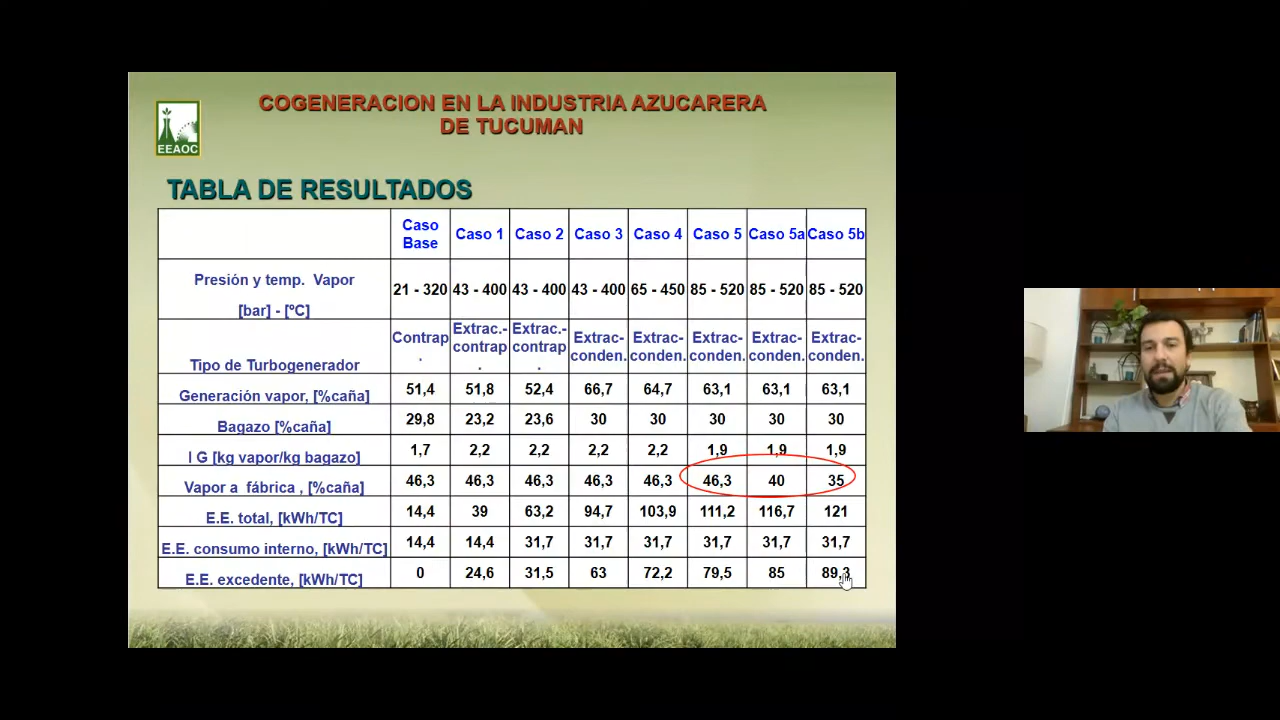 COGENERACION EN LA INDUSTRIA AZUCARERA
DE TUCUMAN
EEAOC
TABLA DE RESULTADOS
Caso Base Caso 1 Caso 2 Caso 3 Caso 4 Caso 5 Caso 5a Caso 5b
Presión y temp. Vapor [bar] - [ºC] 21 - 320 43 - 400 43 - 400 43 - 400 65 - 450 85 - 520 85 - 520 85 - 520
Tipo de Turbogenerador Contrap. Extrac.-contrap. Extrac.-contrap. Extrac-conden. Extrac-conden. Extrac-conden. Extrac-conden. Extrac-conden.
Generación vapor, [%caña] 51,4 51,8 52,4 66,7 64,7 63,1 63,1 63,1
Bagazo [%caña] 29,8 23,2 23,6 30 30 30 30 30
I G [kg vapor/kg bagazo] 1,7 2,2 2,2 2,2 2,2 1,9 1,9 1,9
Vapor a fábrica , [%caña] 46,3 46,3 46,3 46,3 46,3 46,3 40 35
E.E. total, [kWh/TC] 14,4 39 63,2 94,7 103,9 111,2 116,7 121
E.E. consumo interno, [kWh/TC] 14,4 14,4 31,7 31,7 31,7 31,7 31,7 31,7
E.E. excedente, [kWh/TC] 0 24,6 31,5 63 72,2 79,5 85 89,3